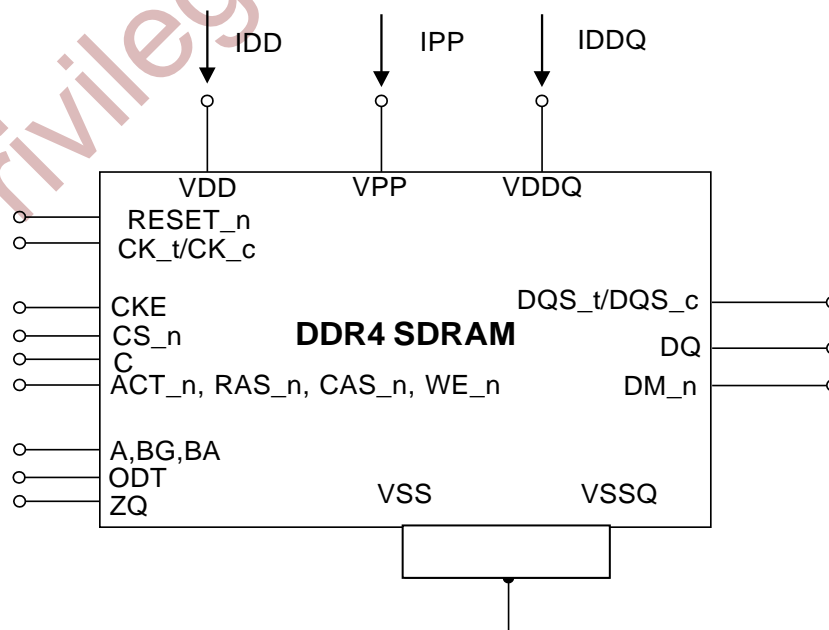 IDD IPP IDDQ
VDD VPP VDDQ
RESET_n
CK_t/CK_c
CKE
CS_n
C
ACT_n, RAS_n, CAS_n, WE_n
A,BG,BA
ODT
ZQ
DDR4 SDRAM
DQS_t/DQS_c
DQ
DM_n
VSS VSSQ